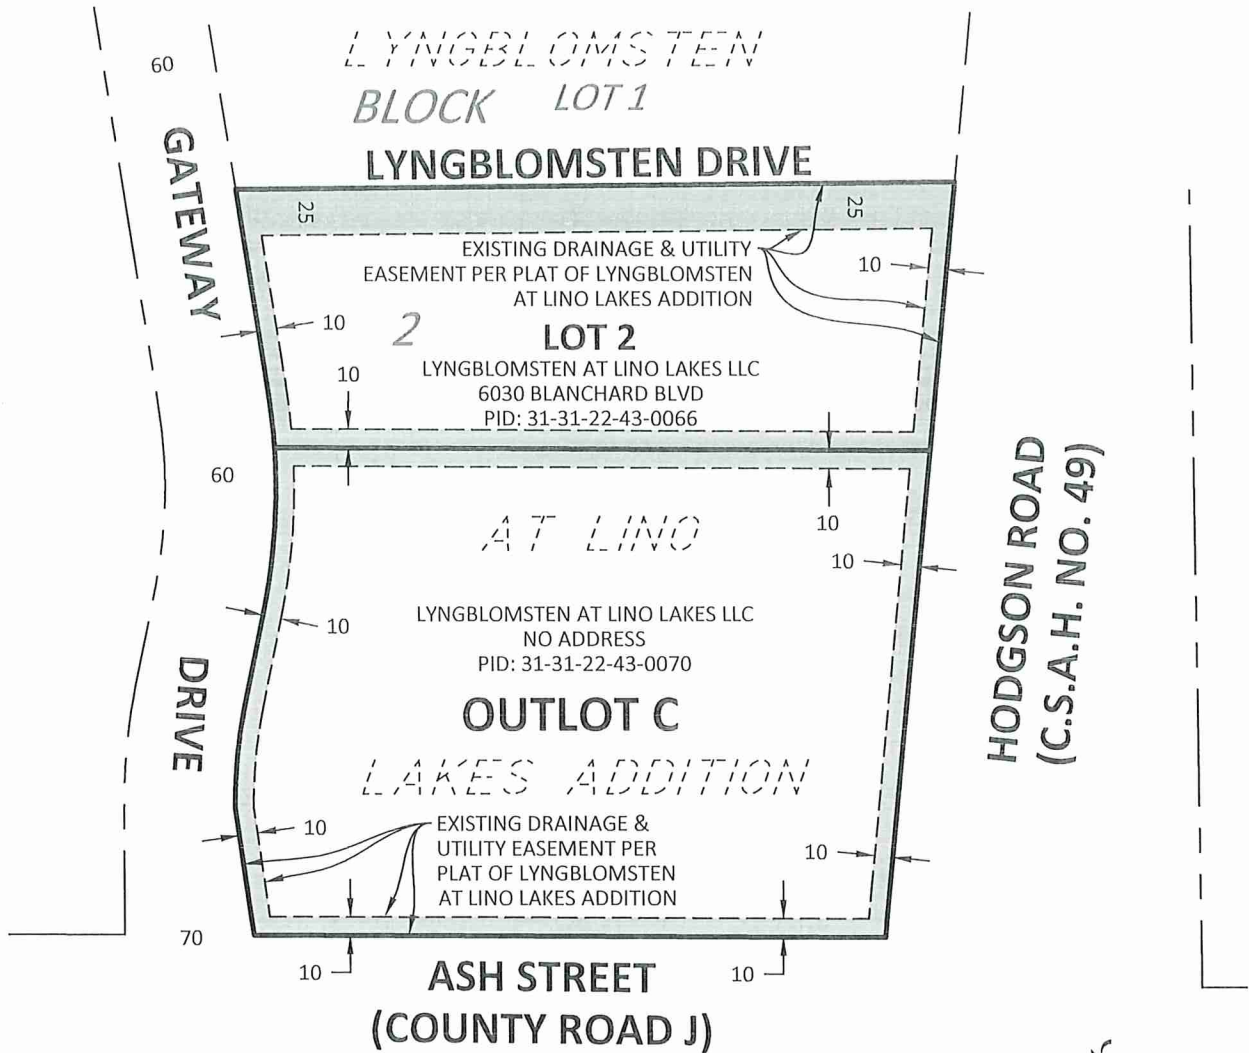 60
LYNGBLOMSTEN
BLOCK LOT 1
GATEWAY
LYNGBLOMSTEN DRIVE
25 25
EXISTING DRAINAGE & UTILITY
EASEMENT PER PLAT OF LYNGBLOMSTEN
AT LINO LAKES ADDITION
10
10
2
LOT 2
10
LYNGBLOMSTEN AT LINO LAKES LLC
6030 BLANCHARD BLVD
PID: 31-31-22-43-0066
60
10
AT LINO
10
HODGSON ROAD
(C.S.A.H. NO. 49)
LYNGBLOMSTEN AT LINO LAKES LLC
NO ADDRESS
PID: 31-31-22-43-0070
10
DRIVE
OUTLOT C
LAKES ADDITION
10
EXISTING DRAINAGE &
UTILITY EASEMENT PER
PLAT OF LYNGBLOMSTEN
AT LINO LAKES ADDITION
10
70
10
10
ASH STREET
(COUNTY ROAD J)